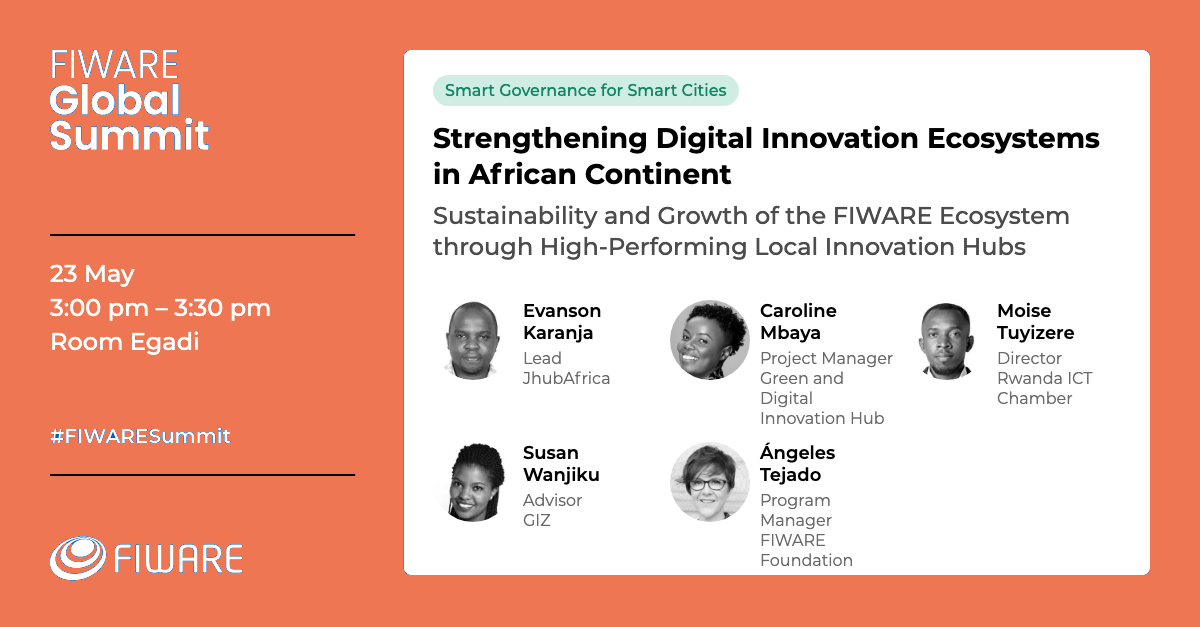 FIWARE
Global
Summit
23 May
3:00 pm – 3:30 pm
Room Egadi
#FIWARESummit
FIWARE
Smart Governance for Smart Cities
Strengthening Digital Innovation Ecosystems
in African Continent
Sustainability and Growth of the FIWARE Ecosystem
through High-Performing Local Innovation Hubs
Evanson
Karanja
Lead
JhubAfrica
Caroline
Mbaya
Project Manager
Green and
Digital
Innovation Hub
Moise
Tuyizere
Director
Rwanda ICT
Chamber
Susan
Wanjiku
Advisor
GIZ
Ángeles
Tejado
Program
Manager
FIWARE
Foundation